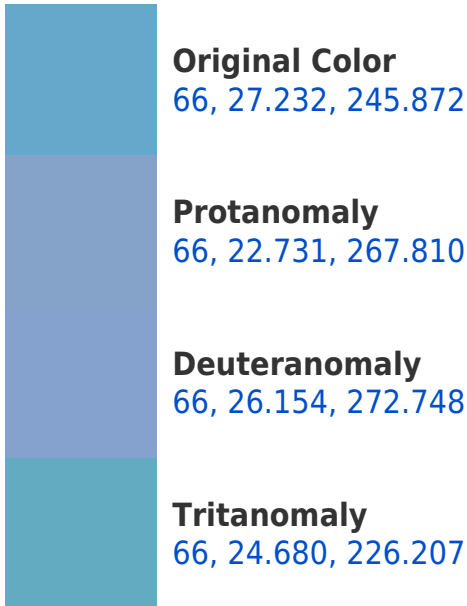 Original Color
66, 27.232, 245.872
Protanomaly
66, 22.731, 267.810
Deuteranomaly
66, 26.154, 272.748
Tritanomaly
66, 24.680, 226.207